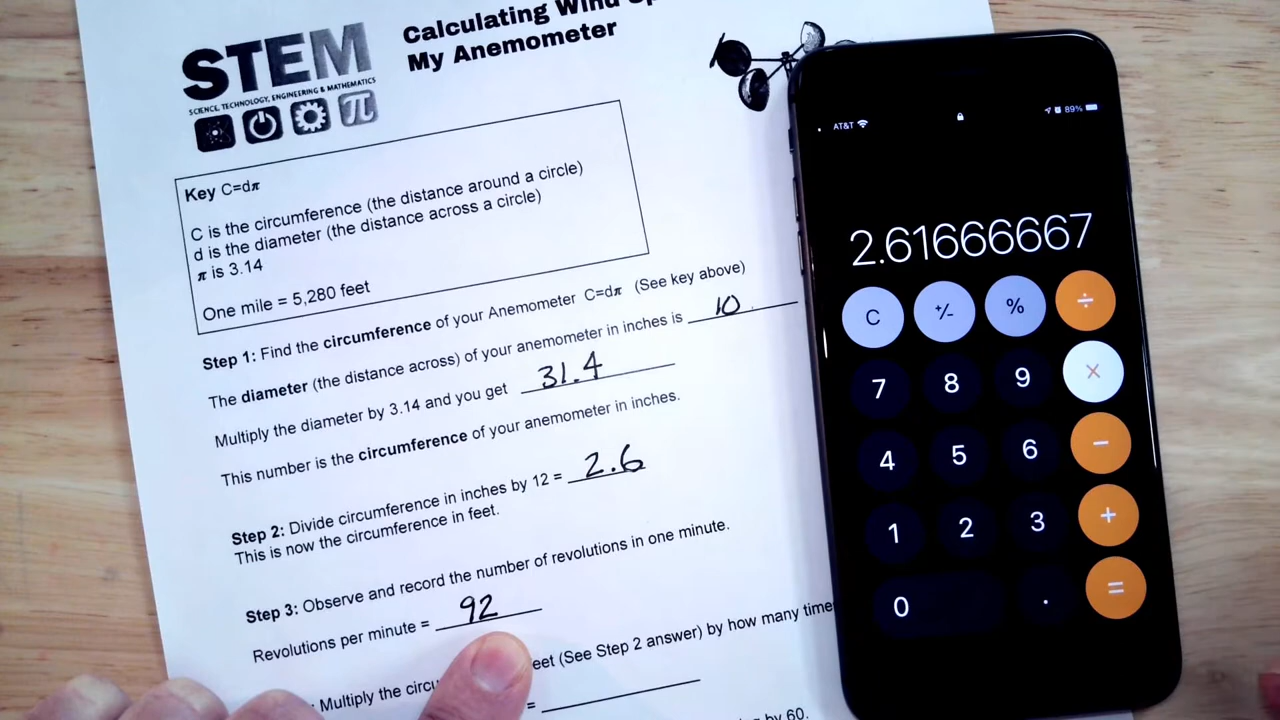 STEM
SCIENCE, TECHNOLOGY, ENGINEERING & MATHEMATICS
π
Calculating Wind
My Anemometer
Key C=dπ
C is the circumference (the distance around a circle)
d is the diameter (the distance across a circle)
π is 3.14
One mile = 5,280 feet
Step 1: Find the circumference of your Anemometer C=dπ (See key above)
The diameter (the distance across) of your anemometer in inches is 10
Multiply the diameter by 3.14 and you get 31.4
This number is the circumference of your anemometer in inches.
Step 2: Divide circumference in inches by 12 = 2.6
This is now the circumference in feet.
Step 3: Observe and record the number of revolutions in one minute.
Revolutions per minute = 92
: Multiply the eet (See Step 2 answer) by how many
=
by 60.
AT&T 89%
2.61666667
C +/- % ÷
7 8 9 ×
4 5 6 −
1 2 3 +
0 . =